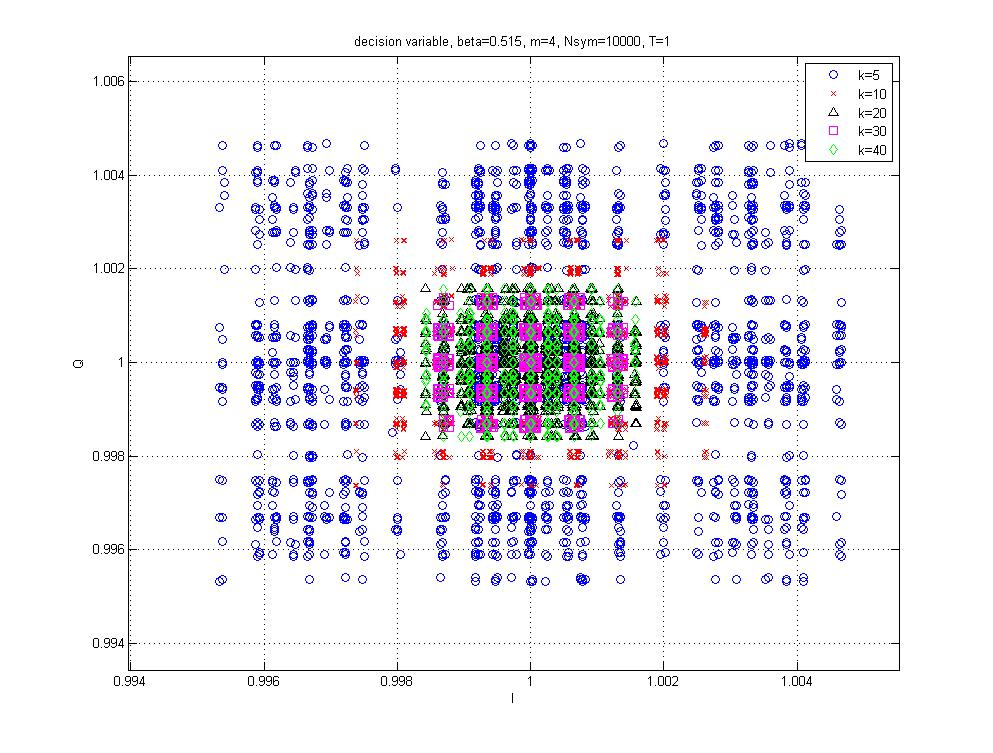 decision variable, beta=0.515, m=4, Nsym=10000, T=1
1.006
1.004
1.002
1
0.998
0.996
0.994
Q
0.994
0.996
0.998
1
1.002
1.004
I
k=5
k=10
k=20
k=30
k=40